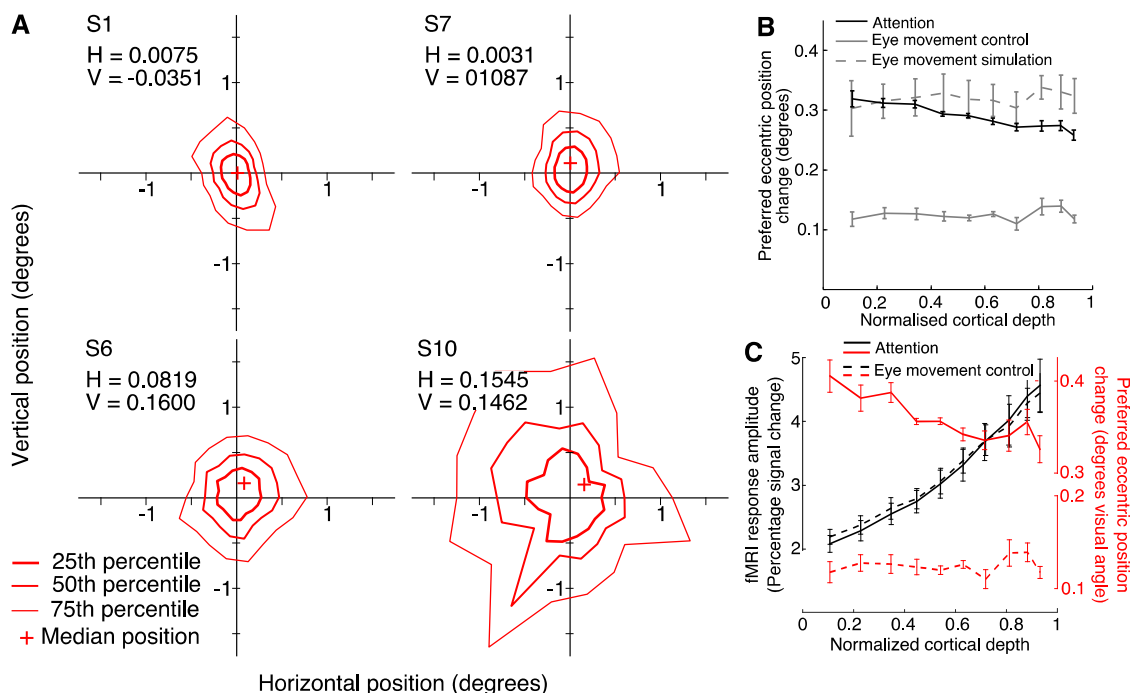 A
S1
H = 0.0075
V = -0.0351
1
-1
1
-1
S7
H = 0.0031
V = 01087
1
-1
1
-1
S6
H = 0.0819
V = 0.1600
1
-1
1
-1
S10
H = 0.1545
V = 0.1462
1
-1
1
-1
Vertical position (degrees)
Horizontal position (degrees)
25th percentile
50th percentile
75th percentile
+ Median position
B
Attention
Eye movement control
Eye movement simulation
Preferred eccentric position
change (degrees)
0.4
0.3
0.2
0.1
0
0.2
0.4
0.6
0.8
1
Normalised cortical depth
C
Attention
Eye movement control
fMRI response amplitude
(Percentage signal change)
5
4
3
2
0
0.2
0.4
0.6
0.8
1
Normalized cortical depth
0.4
0.3
0.2
0.1
Preferred eccentric position
change (degrees visual angle)